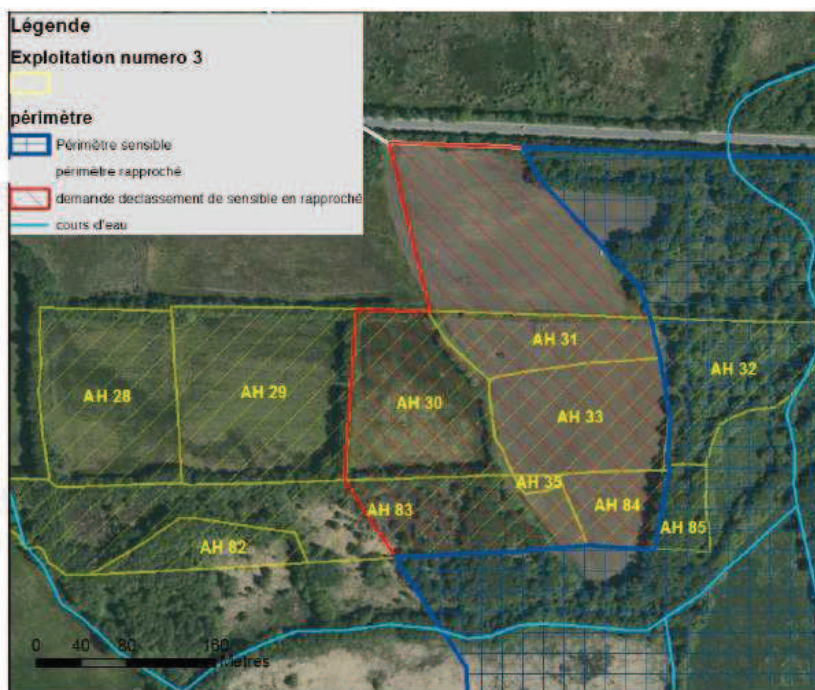 Légende
Exploitation numero 3
périmètre
Périmètre sensible
périmètre rapproché
demande declassement de sensible en rapproché
cours d'eau
AH 31
AH 32
AH 28
AH 29
AH 30
AH 33
AH 35
AH 83
AH 84
AH 85
AH 82
0 40 80 160
Mètres